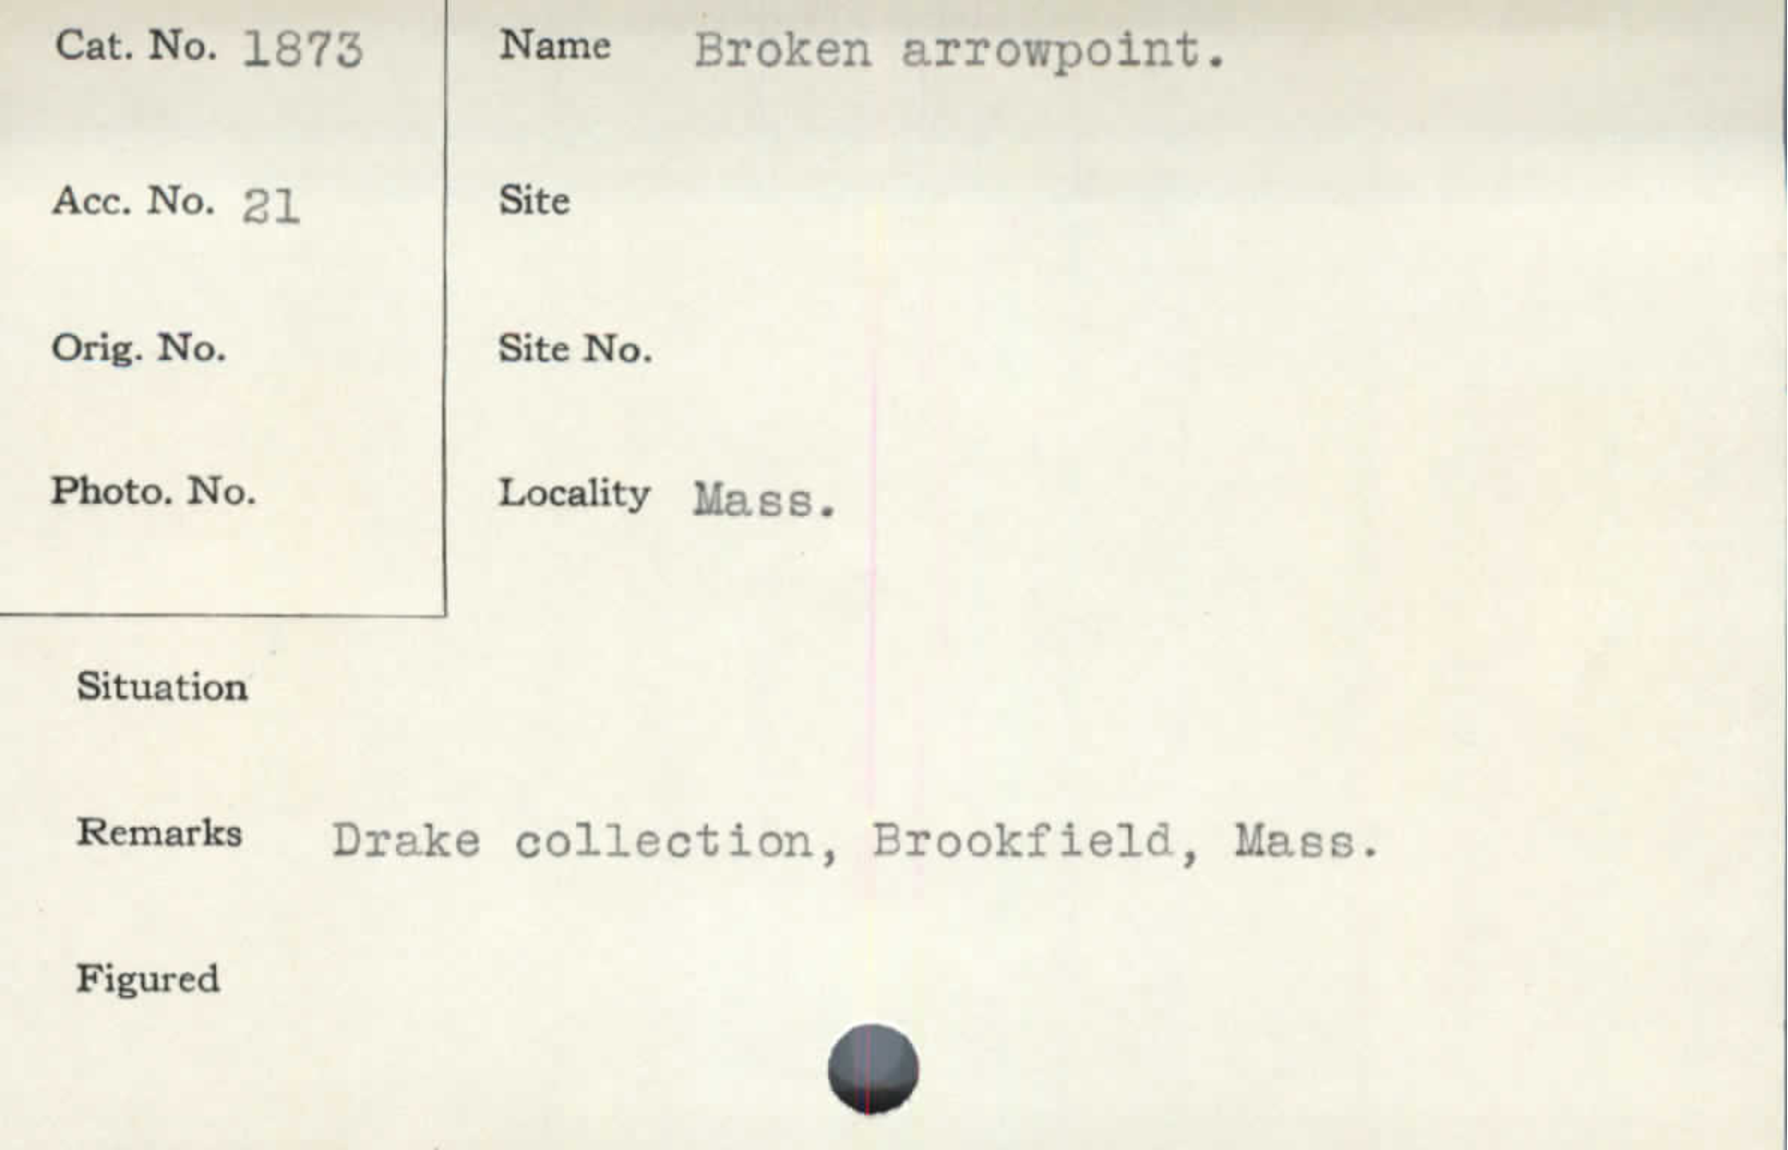 Cat. No. 1873
Name Broken arrowpoint.
Acc. No. 21
Site
Orig. No.
Site No.
Photo. No.
Locality Mass.
Situation
Remarks Drake collection, Brookfield, Mass.
Figured